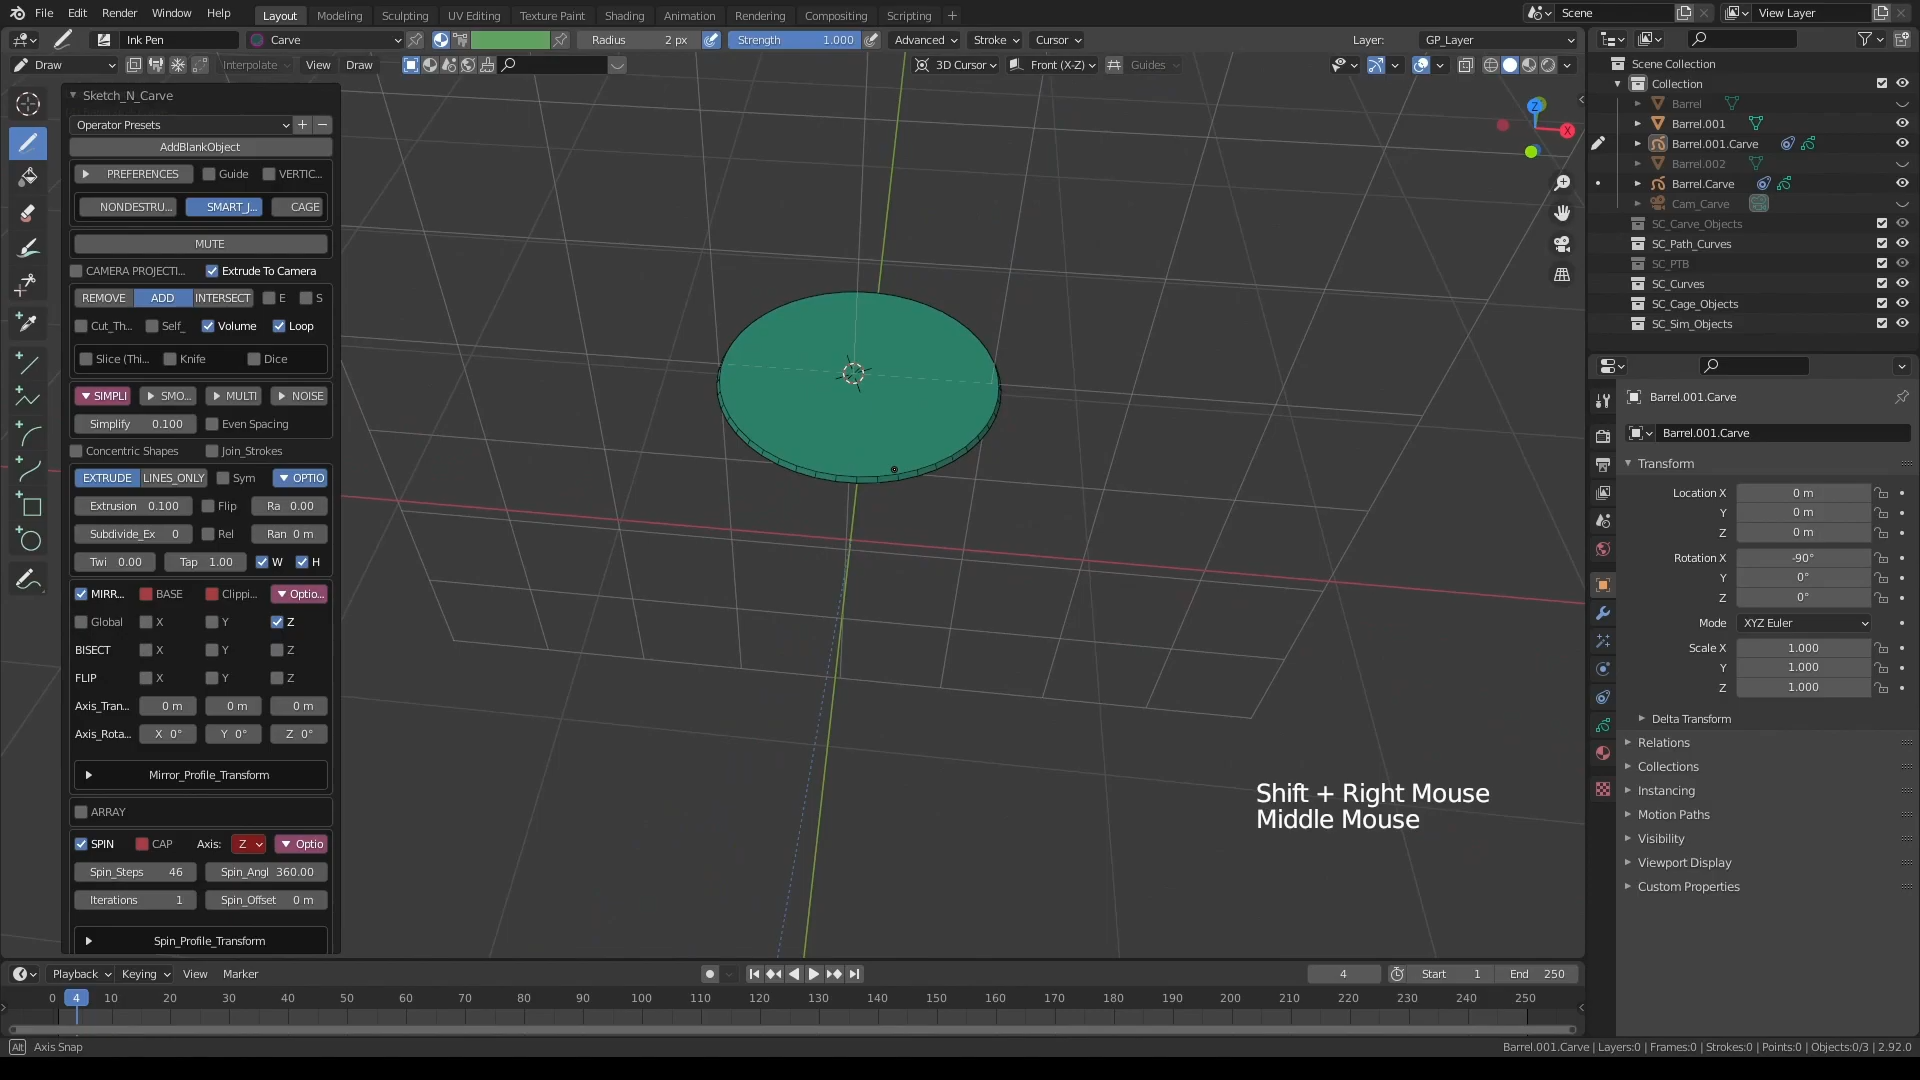 File Edit Render Window Help Layout Modeling Sculpting UV Editing Texture Paint Shading Animation Rendering Compositing Scripting + Scene View Layer
Ink Pen Carve Radius 2 px Strength 1.000 Advanced Stroke Cursor Layer: GP_Layer
Draw Interpolate View Draw 3D Cursor Front (X-Z) Guides
Sketch_N_Carve
Operator Presets + −
AddBlankObject
PREFERENCES Guide VERTIC...
NONDESTRU... SMART_J... CAGE
MUTE
CAMERA PROJECTI... Extrude To Camera
REMOVE ADD INTERSECT E S
Cut_Th... Self_ Volume Loop
Slice (Thi... Knife Dice
SIMPLI SMO... MULTI NOISE
Simplify 0.100 Even Spacing
Concentric Shapes Join_Strokes
EXTRUDE LINES_ONLY Sym OPTIO
Extrusion 0.100 Flip Ra 0.00
Subdivide_Ex 0 Rel Ran 0 m
Twi 0.00 Tap 1.00 W H
MIRR... BASE Clippi... Optio...
Global X Y Z
BISECT X Y Z
FLIP X Y Z
Axis_Tran... 0 m 0 m 0 m
Axis_Rota... X 0° Y 0° Z 0°
Mirror_Profile_Transform
ARRAY
SPIN CAP Axis: Z Optio
Spin_Steps 46 Spin_Angl 360.00
Iterations 1 Spin_Offset 0 m
Spin_Profile_Transform
Z
X
Shift + Right Mouse
Middle Mouse
Scene Collection
Collection
Barrel
Barrel.001
Barrel.001.Carve
Barrel.002
Barrel.Carve
Cam_Carve
SC_Carve_Objects
SC_Path_Curves
SC_PTB
SC_Curves
SC_Cage_Objects
SC_Sim_Objects
Barrel.001.Carve
Barrel.001.Carve
Transform
Location X 0 m
Y 0 m
Z 0 m
Rotation X -90°
Y 0°
Z 0°
Mode XYZ Euler
Scale X 1.000
Y 1.000
Z 1.000
Delta Transform
Relations
Collections
Instancing
Motion Paths
Visibility
Viewport Display
Custom Properties
Playback Keying View Marker 4 Start 1 End 250
0 4 10 20 30 40 50 60 70 80 90 100 110 120 130 140 150 160 170 180 190 200 210 220 230 240 250
Alt Axis Snap Barrel.001.Carve | Layers:0 | Frames:0 | Strokes:0 | Points:0 | Objects:0/3 | 2.92.0